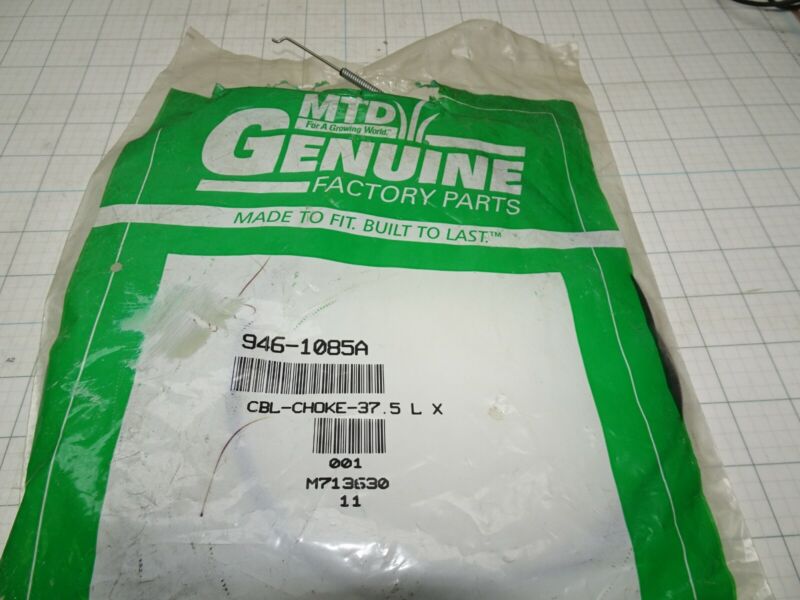 MTD
For A Growing World.™
GENUINE
FACTORY PARTS
MADE TO FIT. BUILT TO LAST.™
946-1085A
CBL-CHOKE-37.5 L X
001
M713630
11